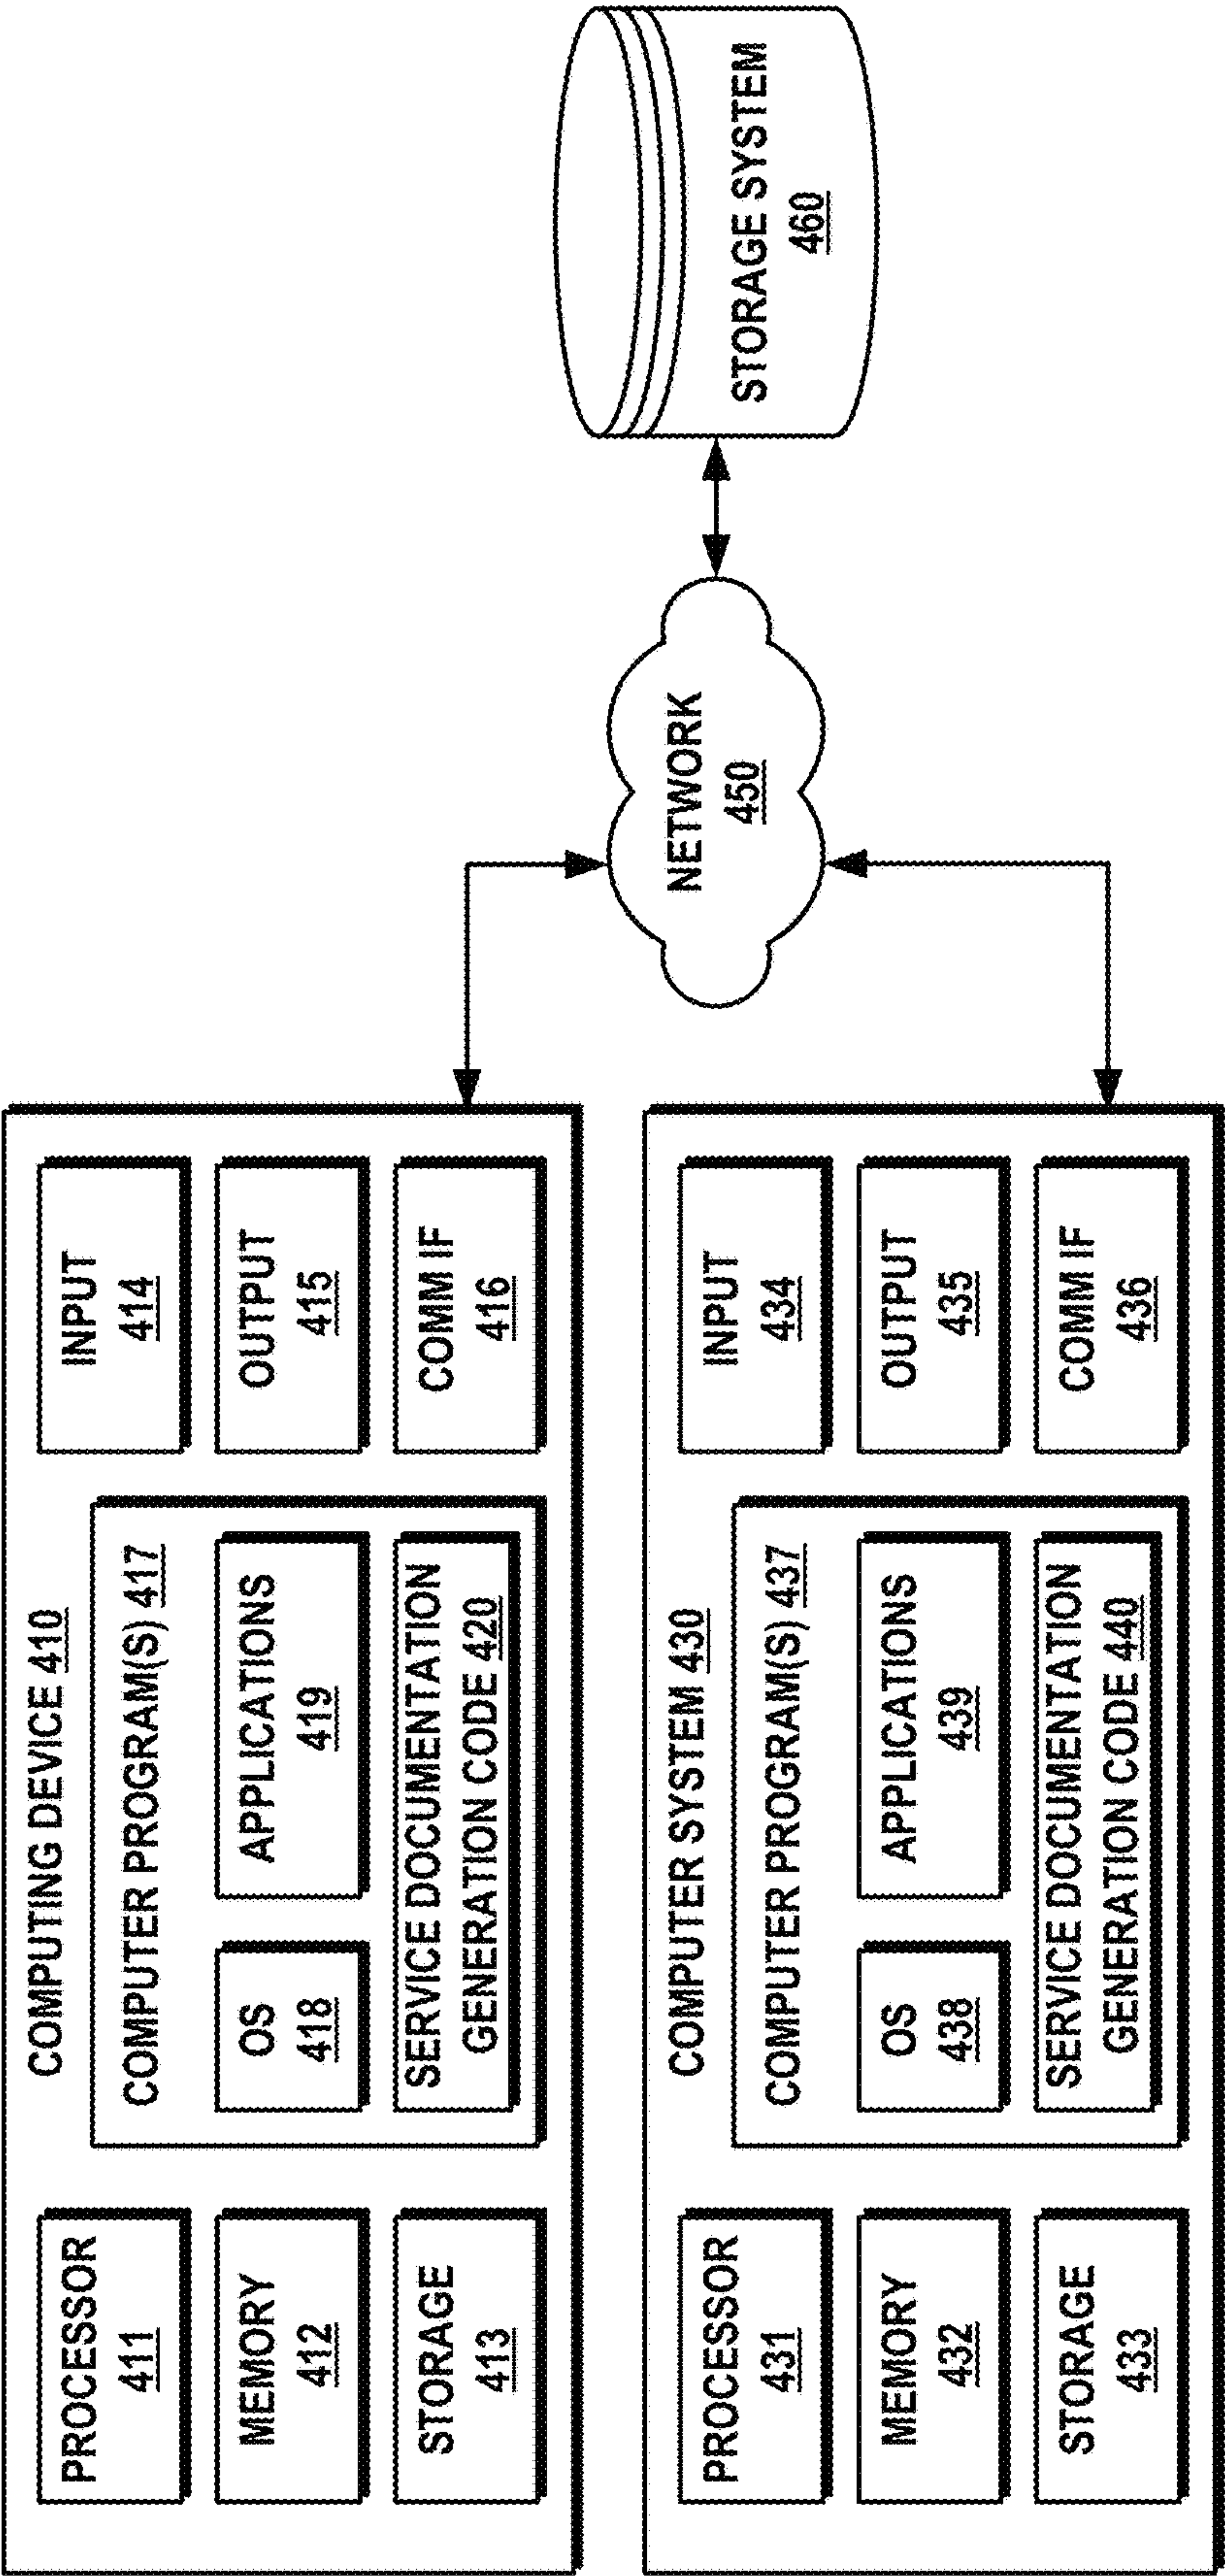 COMPUTING DEVICE 410
PROCESSOR
411
MEMORY
412
STORAGE
413
COMPUTER PROGRAM(S) 417
OS
418
APPLICATIONS
419
SERVICE DOCUMENTATION
GENERATION CODE 420
INPUT
414
OUTPUT
415
COMM IF
416
COMPUTER SYSTEM 430
PROCESSOR
431
MEMORY
432
STORAGE
433
COMPUTER PROGRAM(S) 437
OS
438
APPLICATIONS
439
SERVICE DOCUMENTATION
GENERATION CODE 440
INPUT
434
OUTPUT
435
COMM IF
436
NETWORK
450
STORAGE SYSTEM
460